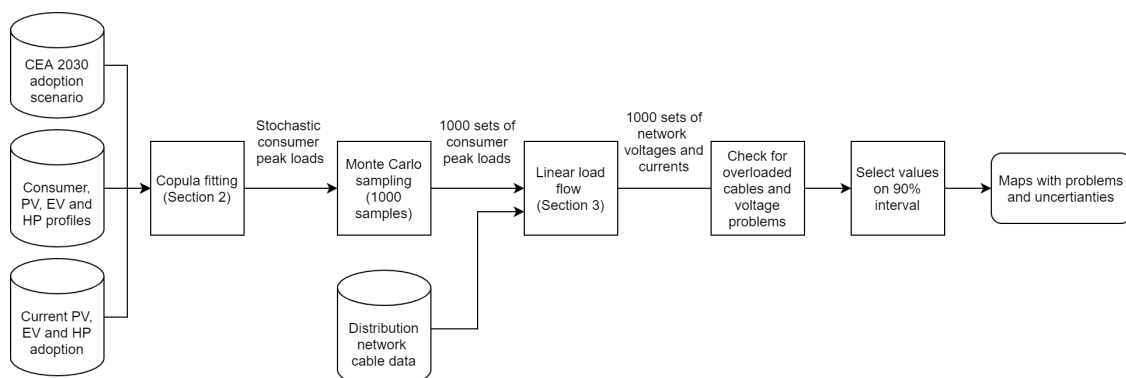 CEA 2030
adoption
scenario
Consumer,
PV, EV and
HP profiles
Current PV,
EV and HP
adoption
Copula fitting
(Section 2)
Stochastic
consumer
peak loads
Monte Carlo
sampling
(1000
samples)
1000 sets of
consumer
peak loads
Distribution
network
cable data
Linear load
flow
(Section 3)
1000 sets of
network
voltages and
currents
Check for
overloaded
cables and
voltage
problems
Select values
on 90%
interval
Maps with problems
and uncertianties